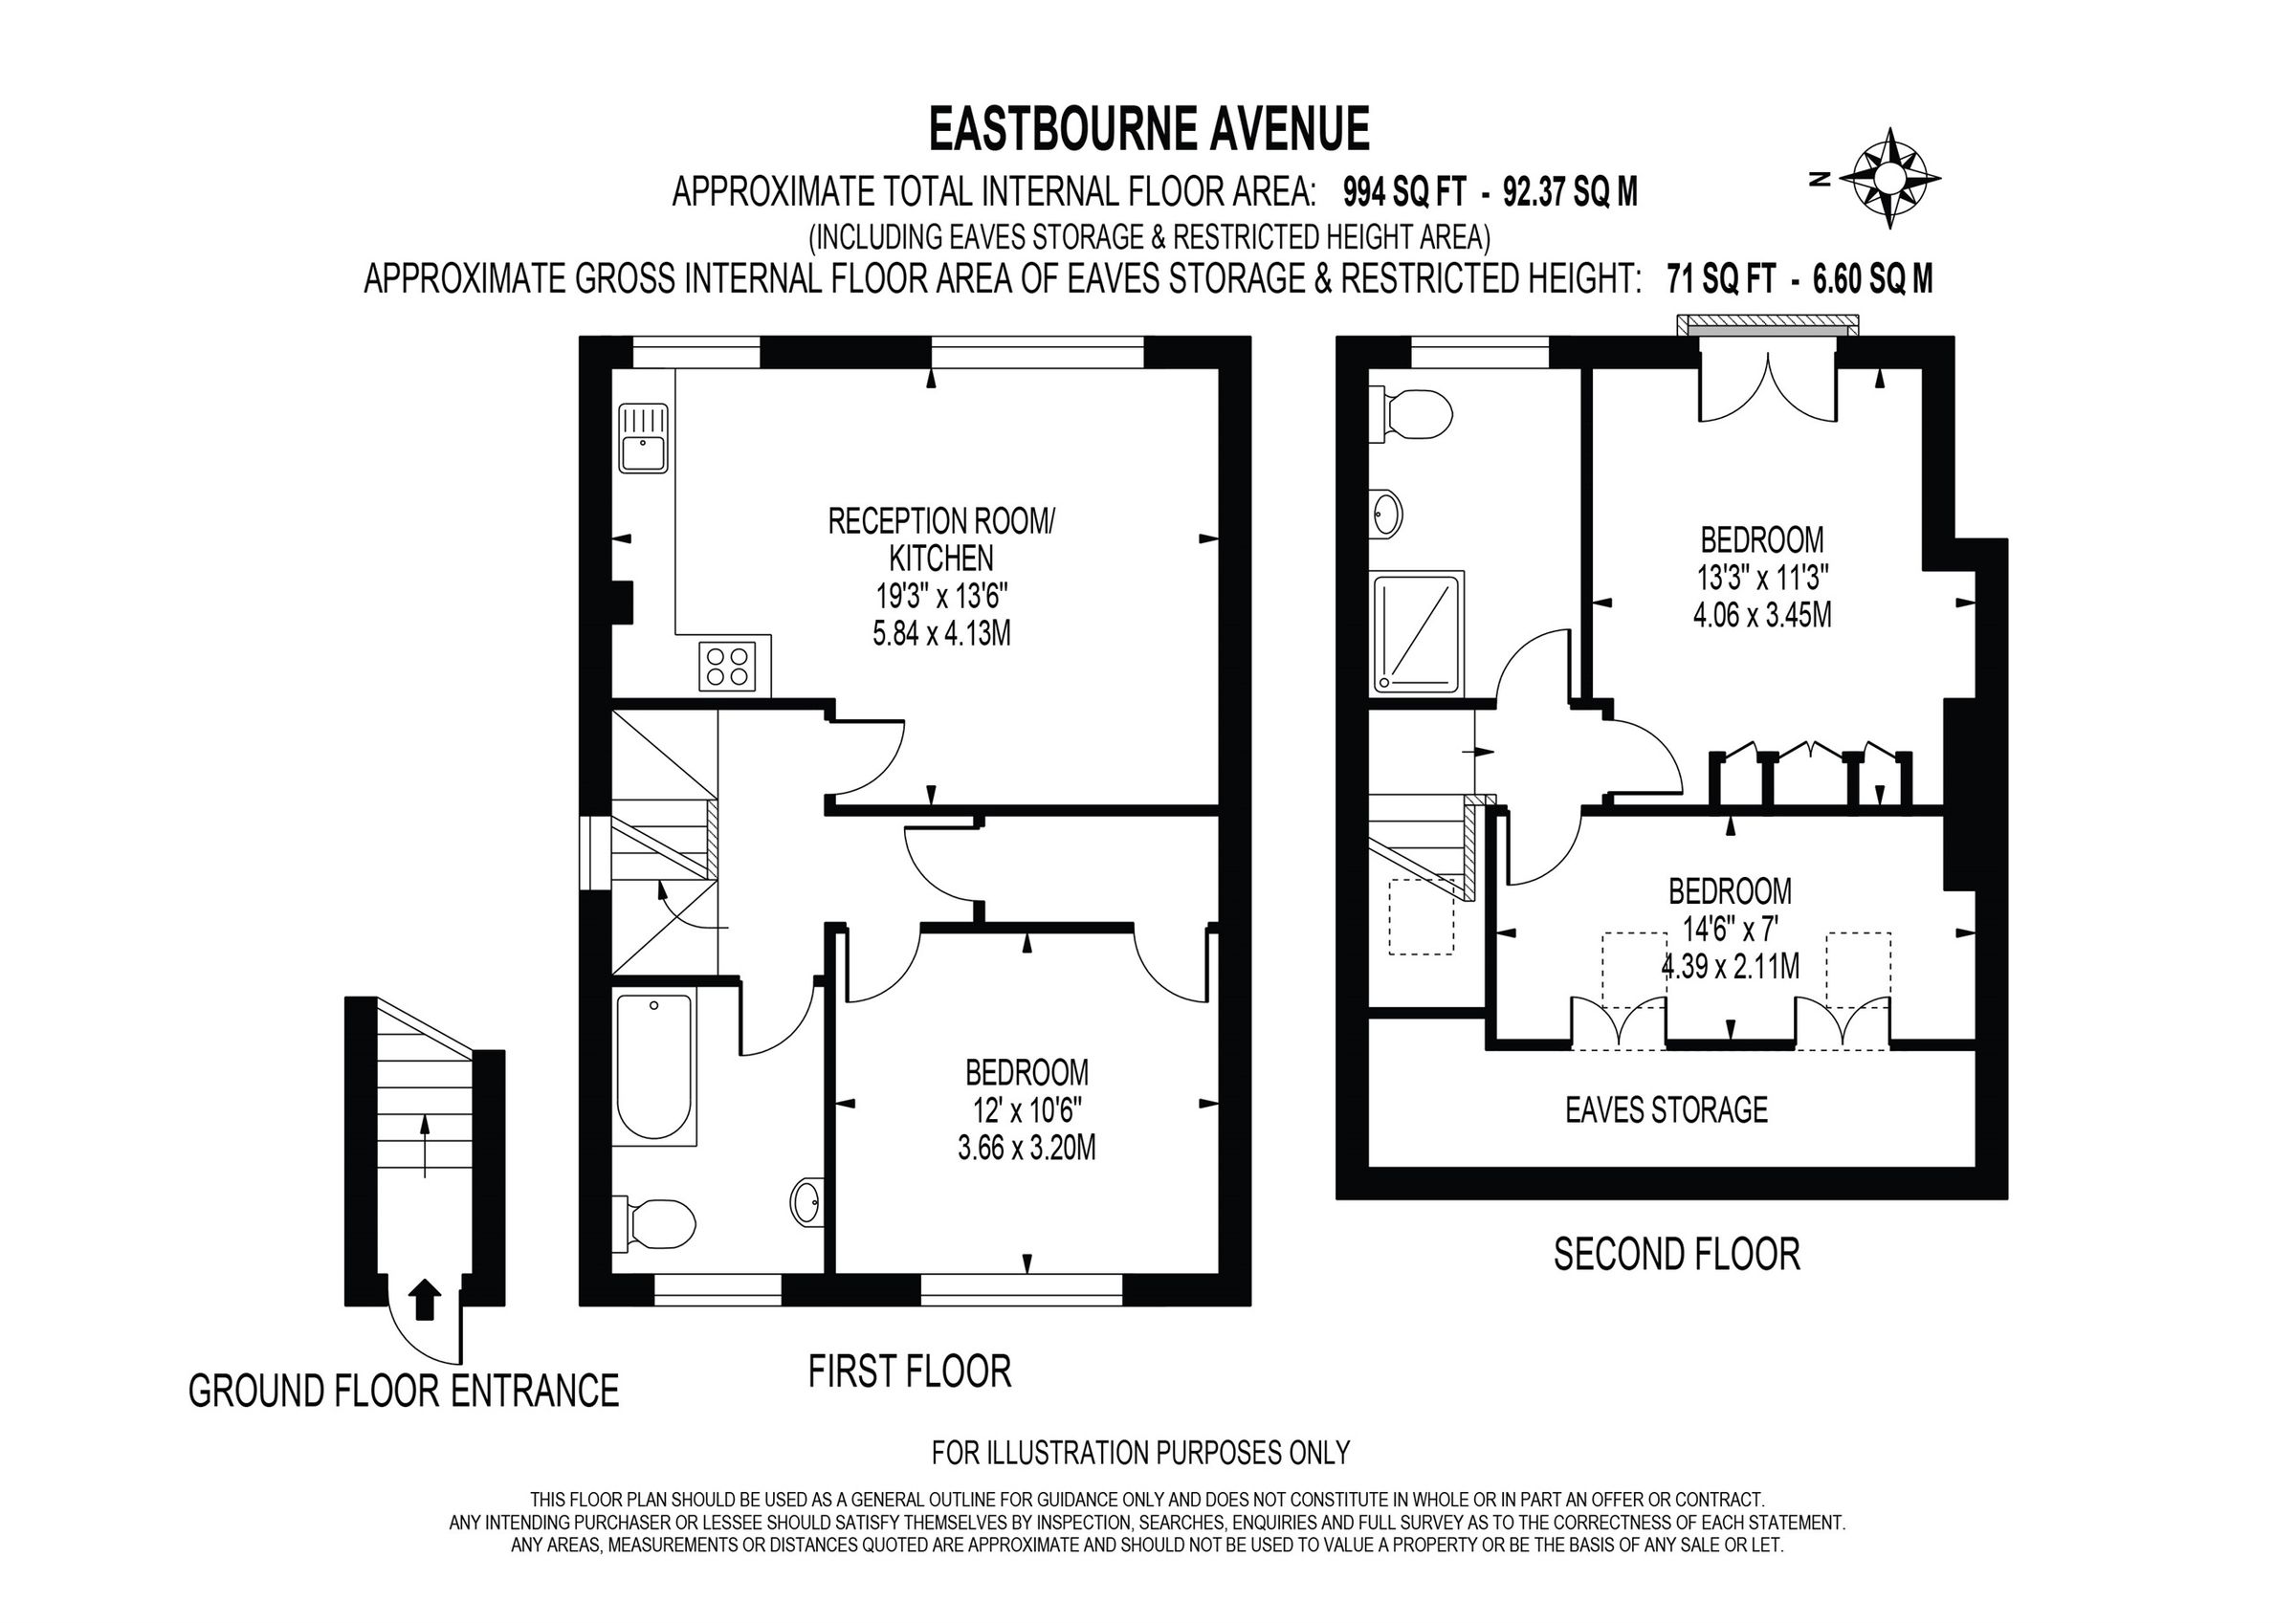 EASTBOURNE AVENUE
APPROXIMATE TOTAL INTERNAL FLOOR AREA: 994 SQ FT - 92.37 SQ M
(INCLUDING EAVES STORAGE & RESTRICTED HEIGHT AREA)
APPROXIMATE GROSS INTERNAL FLOOR AREA OF EAVES STORAGE & RESTRICTED HEIGHT: 71 SQ FT - 6.60 SQ M
N
RECEPTION ROOM/
KITCHEN
19'3" x 13'6"
5.84 x 4.13M
BEDROOM
12' x 10'6"
3.66 x 3.20M
BEDROOM
13'3" x 11'3"
4.06 x 3.45M
BEDROOM
14'6" x 7'
4.39 x 2.11M
EAVES STORAGE
SECOND FLOOR
FIRST FLOOR
GROUND FLOOR ENTRANCE
FOR ILLUSTRATION PURPOSES ONLY
THIS FLOOR PLAN SHOULD BE USED AS A GENERAL OUTLINE FOR GUIDANCE ONLY AND DOES NOT CONSTITUTE IN WHOLE OR IN PART AN OFFER OR CONTRACT.
ANY INTENDING PURCHASER OR LESSEE SHOULD SATISFY THEMSELVES BY INSPECTION, SEARCHES, ENQUIRIES AND FULL SURVEY AS TO THE CORRECTNESS OF EACH STATEMENT.
ANY AREAS, MEASUREMENTS OR DISTANCES QUOTED ARE APPROXIMATE AND SHOULD NOT BE USED TO VALUE A PROPERTY OR BE THE BASIS OF ANY SALE OR LET.